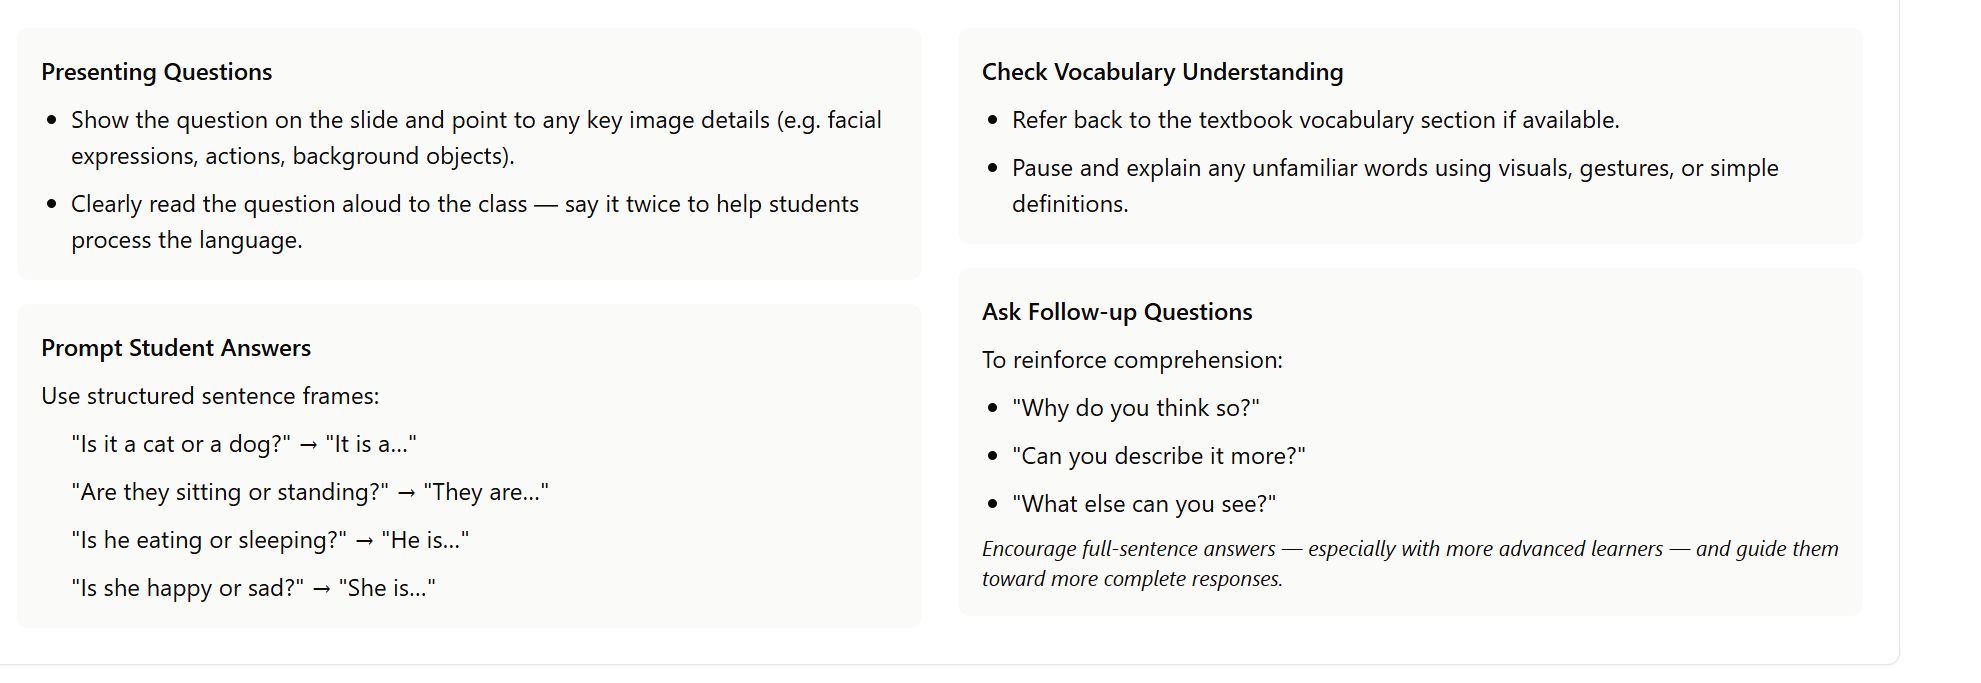 Presenting Questions
• Show the question on the slide and point to any key image details (e.g. facial
expressions, actions, background objects).
• Clearly read the question aloud to the class — say it twice to help students
process the language.
Prompt Student Answers
Use structured sentence frames:
"Is it a cat or a dog?" → "It is a..."
"Are they sitting or standing?" → "They are..."
"Is he eating or sleeping?" → "He is..."
"Is she happy or sad?" → "She is..."
Check Vocabulary Understanding
• Refer back to the textbook vocabulary section if available.
• Pause and explain any unfamiliar words using visuals, gestures, or simple
definitions.
Ask Follow-up Questions
To reinforce comprehension:
• "Why do you think so?"
• "Can you describe it more?"
• "What else can you see?"
Encourage full-sentence answers — especially with more advanced learners — and guide them
toward more complete responses.